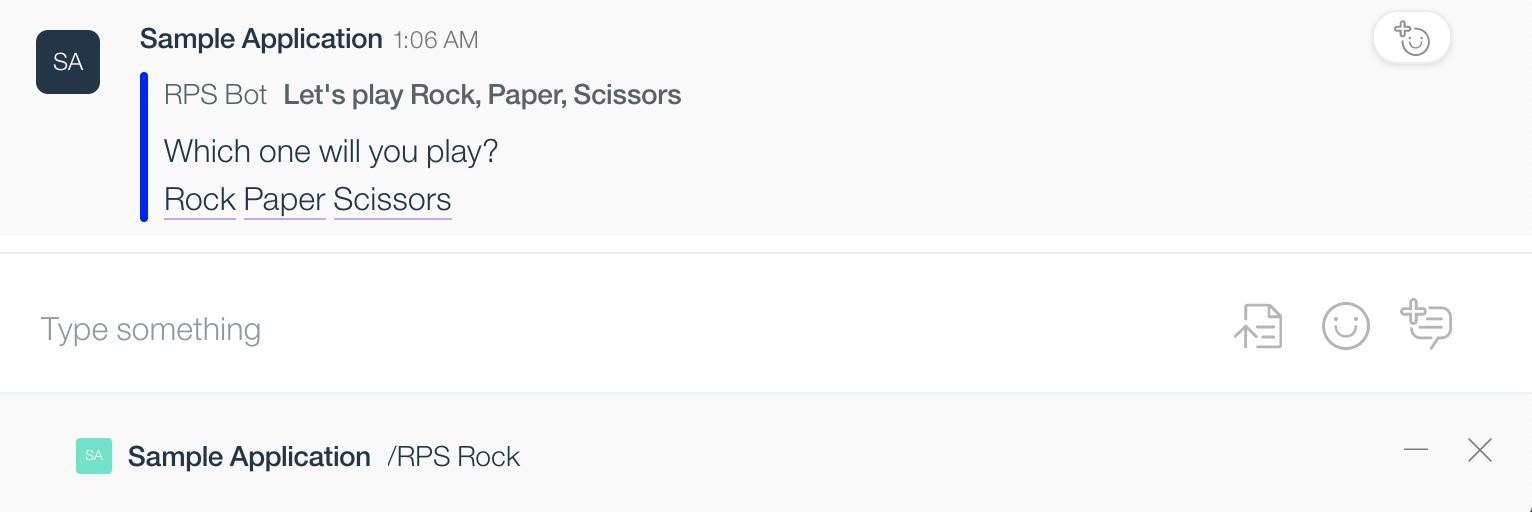 SA
Sample Application 1:06 AM
RPS Bot Let's play Rock, Paper, Scissors
Which one will you play?
Rock Paper Scissors
Type something
SA Sample Application /RPS Rock